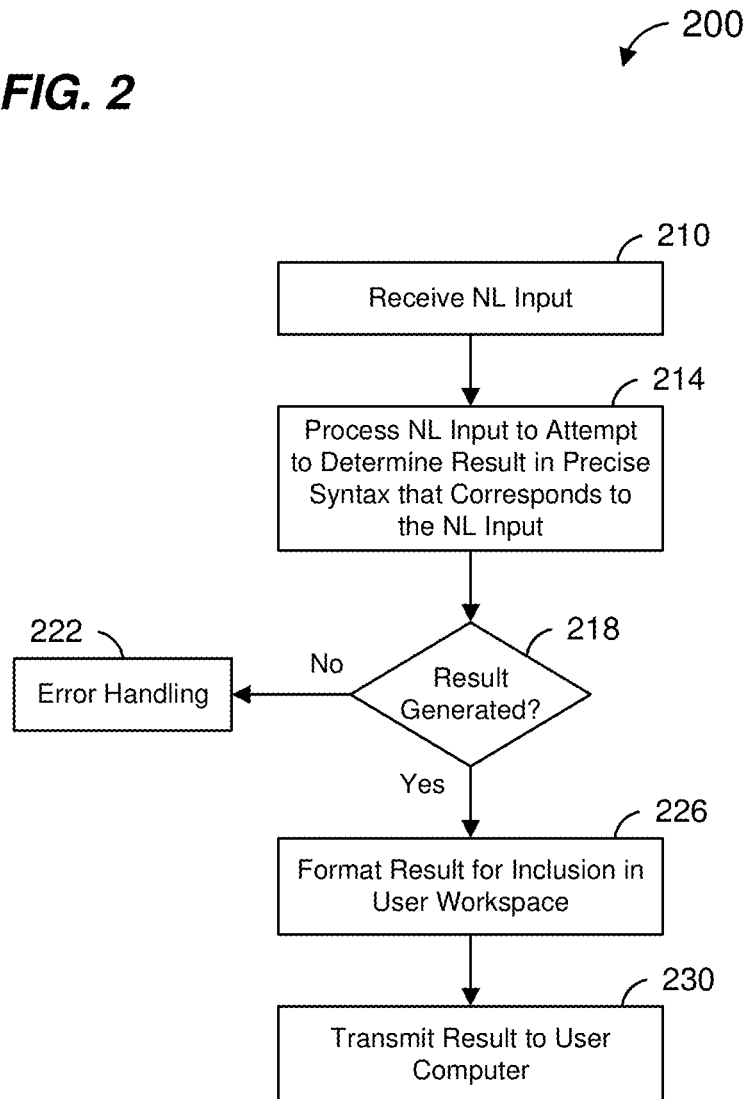 200
FIG. 2
210
Receive NL Input
214
Process NL Input to Attempt
to Determine Result in Precise
Syntax that Corresponds to
the NL Input
222
218
No
Error Handling
Result
Generated?
Yes
226
Format Result for Inclusion in
User Workspace
230
Transmit Result to User
Computer